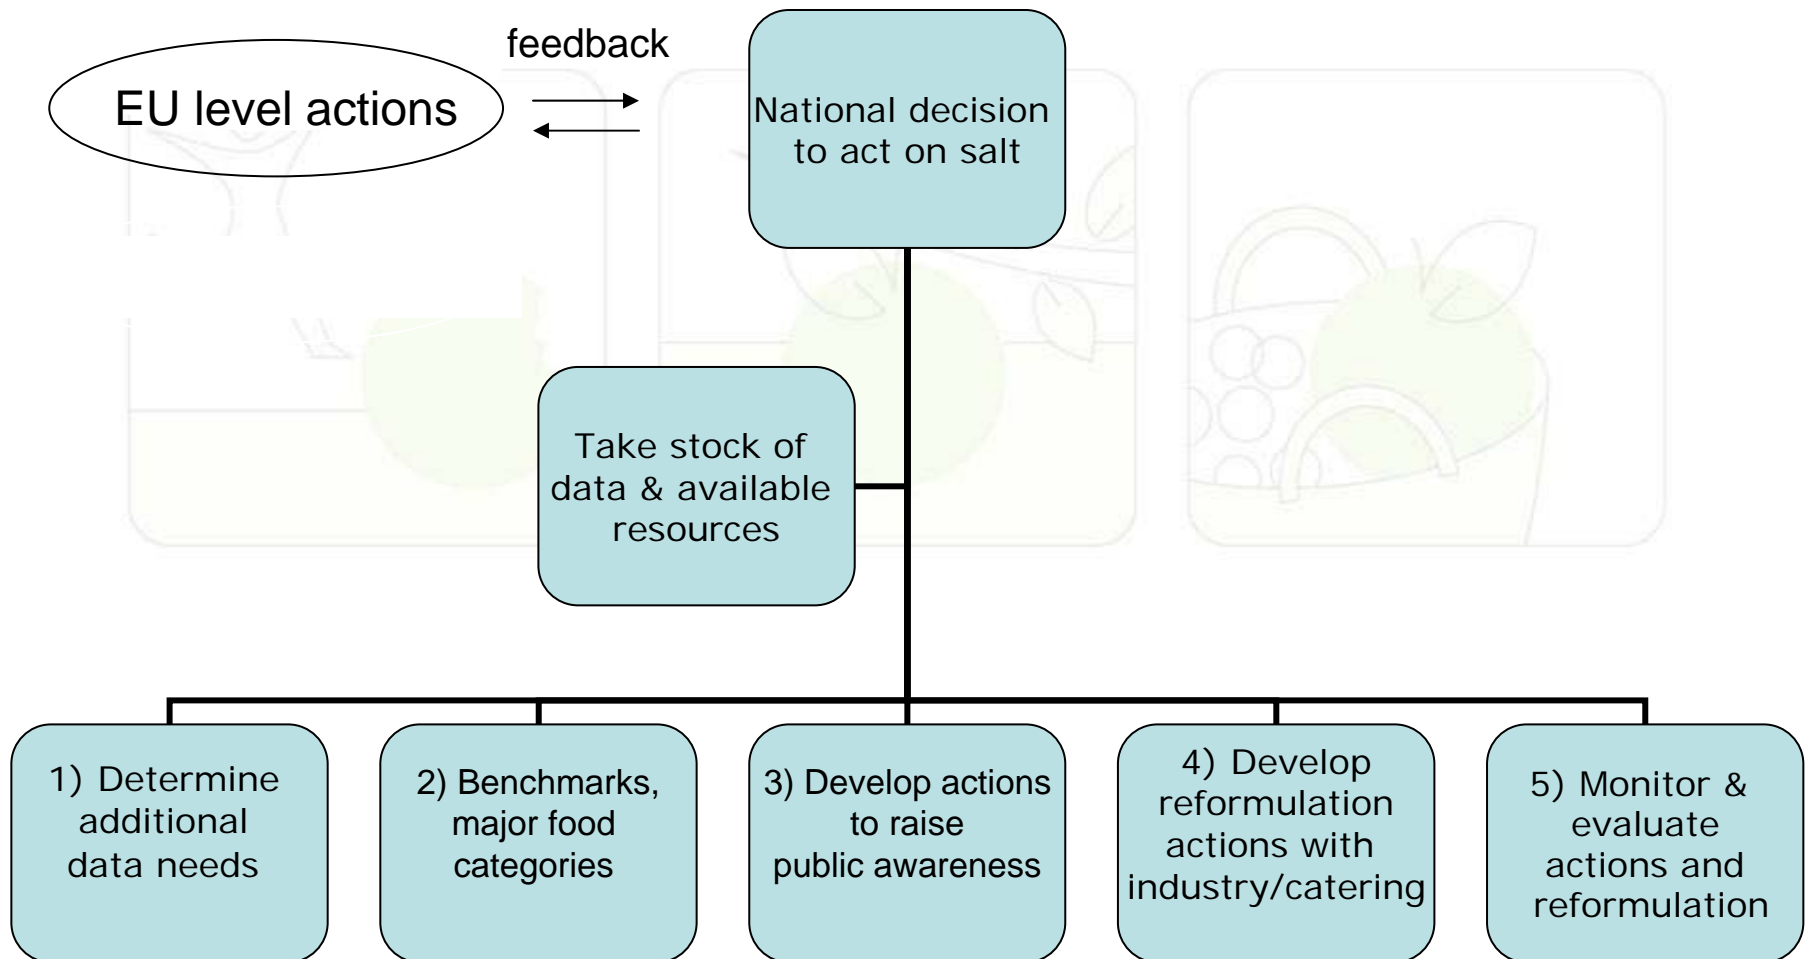 feedback
EU level actions
National decision
to act on salt
Take stock of
data & available
resources
1) Determine
additional
data needs
2) Benchmarks,
major food
categories
3) Develop actions
to raise
public awareness
4) Develop
reformulation
actions with
industry/catering
5) Monitor &
evaluate
actions and
reformulation